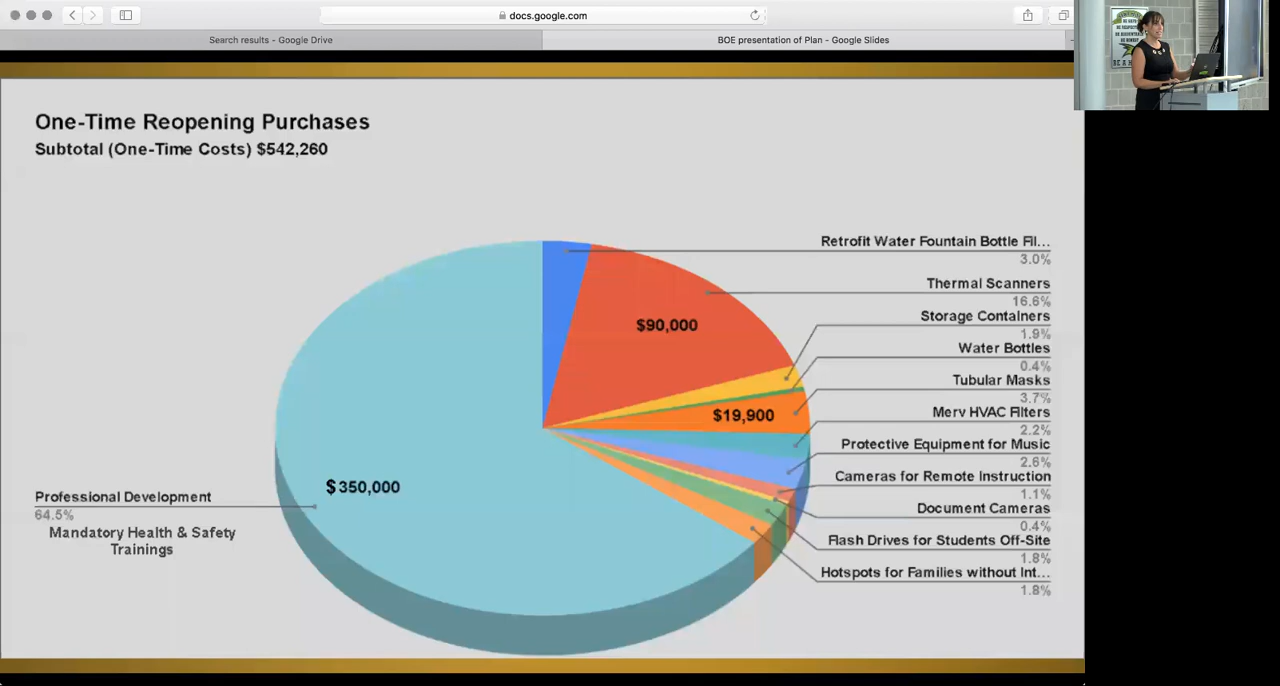 docs.google.com
Search results - Google Drive
BOE presentation of Plan - Google Slides
One-Time Reopening Purchases
Subtotal (One-Time Costs) $542,260
Retrofit Water Fountain Bottle Fil...
3.0%
Thermal Scanners
16.6%
Storage Containers
1.9%
Water Bottles
0.4%
Tubular Masks
3.7%
Merv HVAC Filters
2.2%
Protective Equipment for Music
2.6%
Cameras for Remote Instruction
1.1%
Document Cameras
0.4%
Flash Drives for Students Off-Site
1.8%
Hotspots for Families without Int...
1.8%
$90,000
$19,900
$350,000
Professional Development
64.5%
Mandatory Health & Safety
Trainings